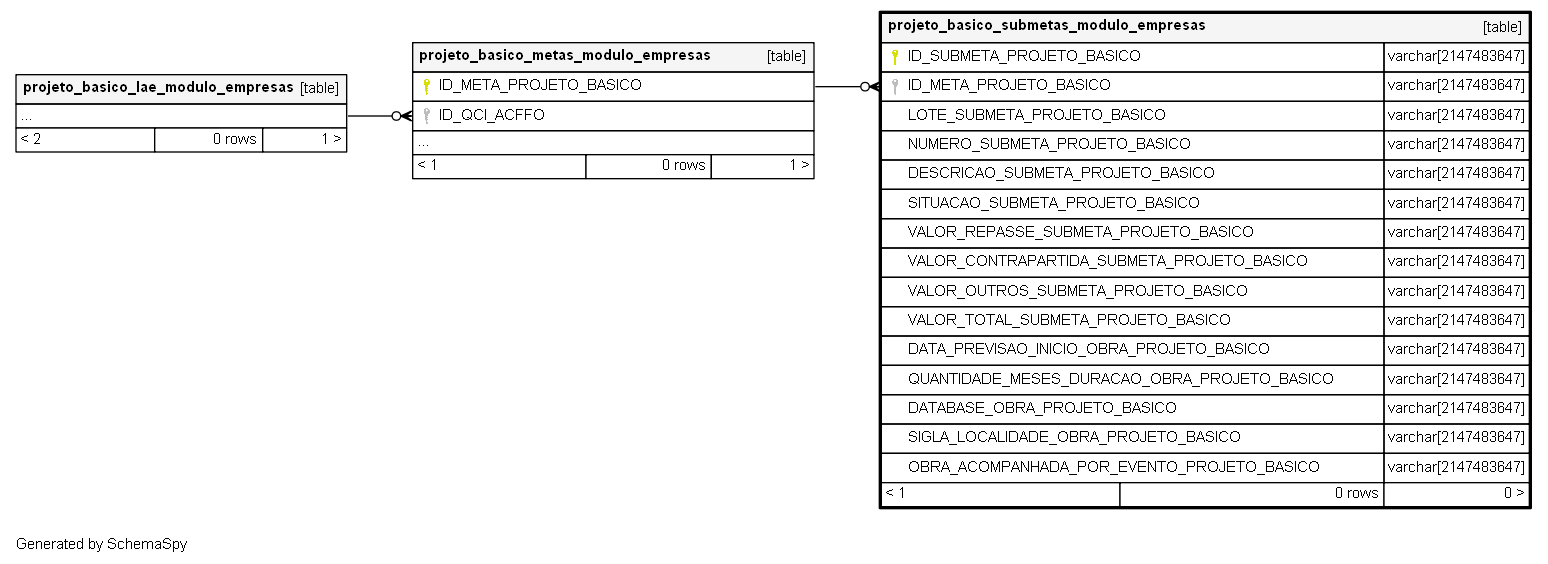 projeto_basico_lae_modulo_empresas [table]
...
< 2 0 rows 1 >
projeto_basico_metas_modulo_empresas [table]
ID_META_PROJETO_BASICO
ID_QCI_ACFFO
...
< 1 0 rows 1 >
projeto_basico_submetas_modulo_empresas [table]
ID_SUBMETA_PROJETO_BASICO varchar[2147483647]
ID_META_PROJETO_BASICO varchar[2147483647]
LOTE_SUBMETA_PROJETO_BASICO varchar[2147483647]
NUMERO_SUBMETA_PROJETO_BASICO varchar[2147483647]
DESCRICAO_SUBMETA_PROJETO_BASICO varchar[2147483647]
SITUACAO_SUBMETA_PROJETO_BASICO varchar[2147483647]
VALOR_REPASSE_SUBMETA_PROJETO_BASICO varchar[2147483647]
VALOR_CONTRAPARTIDA_SUBMETA_PROJETO_BASICO varchar[2147483647]
VALOR_OUTROS_SUBMETA_PROJETO_BASICO varchar[2147483647]
VALOR_TOTAL_SUBMETA_PROJETO_BASICO varchar[2147483647]
DATA_PREVISAO_INICIO_OBRA_PROJETO_BASICO varchar[2147483647]
QUANTIDADE_MESES_DURACAO_OBRA_PROJETO_BASICO varchar[2147483647]
DATABASE_OBRA_PROJETO_BASICO varchar[2147483647]
SIGLA_LOCALIDADE_OBRA_PROJETO_BASICO varchar[2147483647]
OBRA_ACOMPANHADA_POR_EVENTO_PROJETO_BASICO varchar[2147483647]
< 1 0 rows 0 >
Generated by SchemaSpy